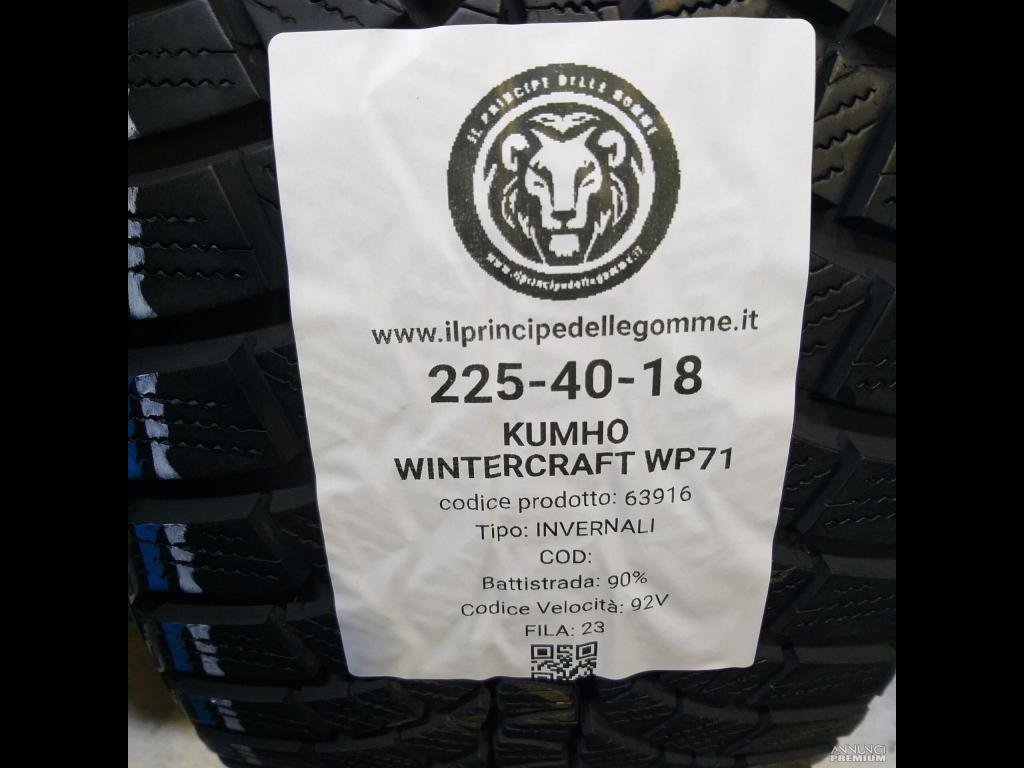 IL PRINCIPE DELLE GOMME
www.ilprincipedellegomme.it
www.ilprincipedellegomme.it
225-40-18
KUMHO
WINTERCRAFT WP71
codice prodotto: 63916
Tipo: INVERNALI
COD:
Battistrada: 90%
Codice Velocità: 92V
FILA: 23
ANNUNCI
PREMIUM